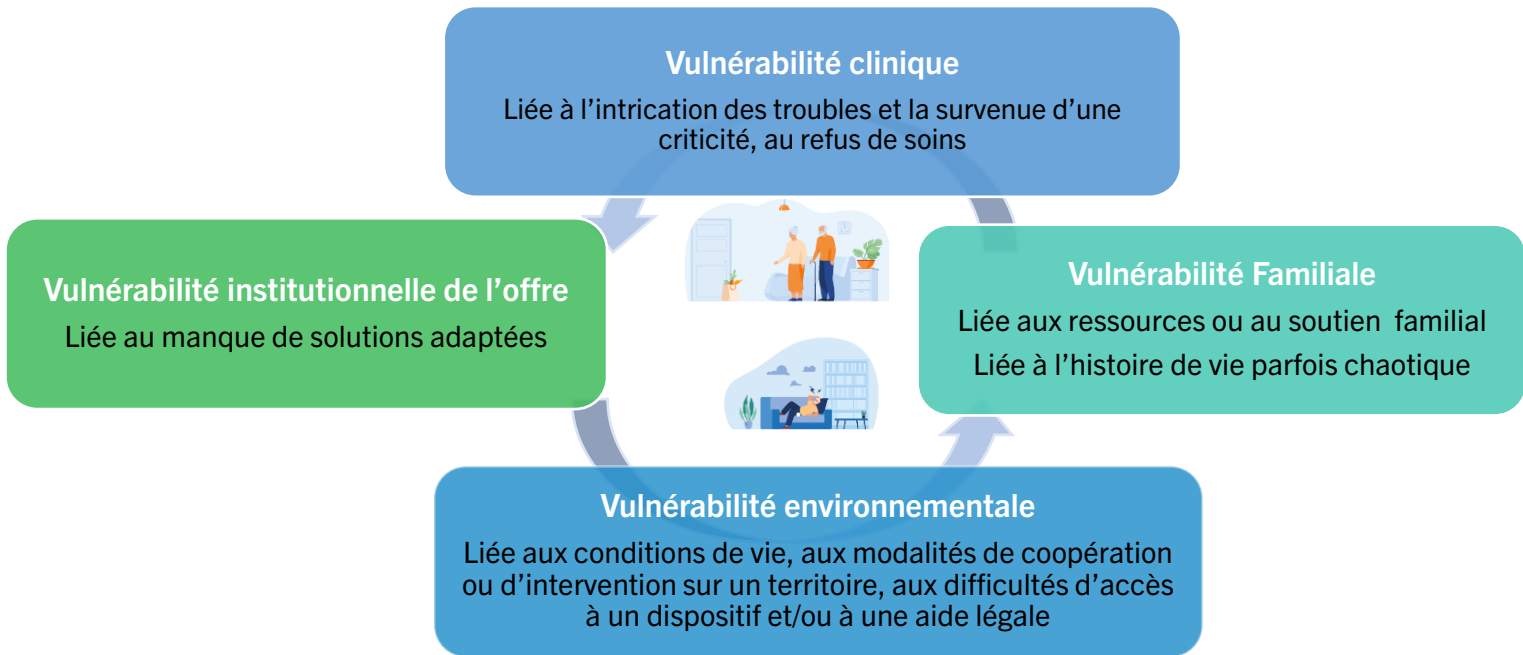 Vulnérabilité clinique
Liée à l’intrication des troubles et la survenue d’une
criticité, au refus de soins
Vulnérabilité institutionnelle de l’offre
Liée au manque de solutions adaptées
Vulnérabilité Familiale
Liée aux ressources ou au soutien  familial
Liée à l’histoire de vie parfois chaotique
Vulnérabilité environnementale
Liée aux conditions de vie, aux modalités de coopération
ou d’intervention sur un territoire, aux difficultés d’accès
à un dispositif et/ou à une aide légale